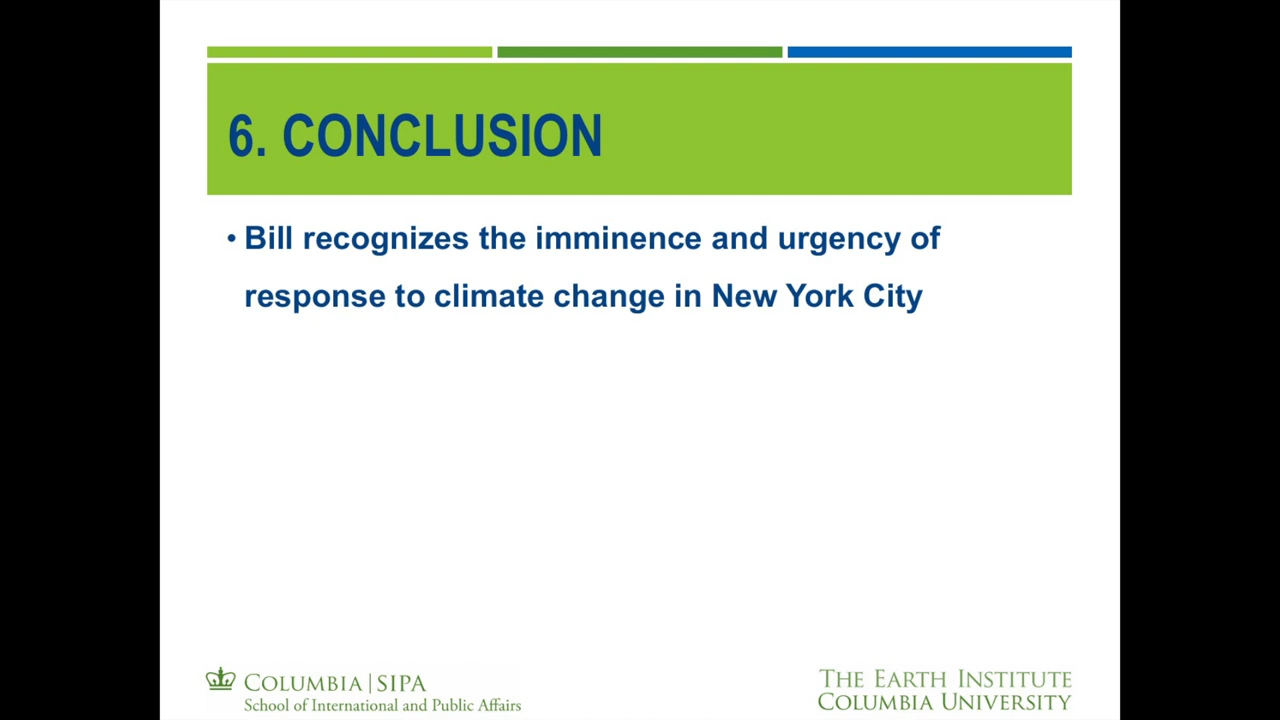 6. CONCLUSION
• Bill recognizes the imminence and urgency of
response to climate change in New York City
COLUMBIA | SIPA
School of International and Public Affairs
THE EARTH INSTITUTE
COLUMBIA UNIVERSITY